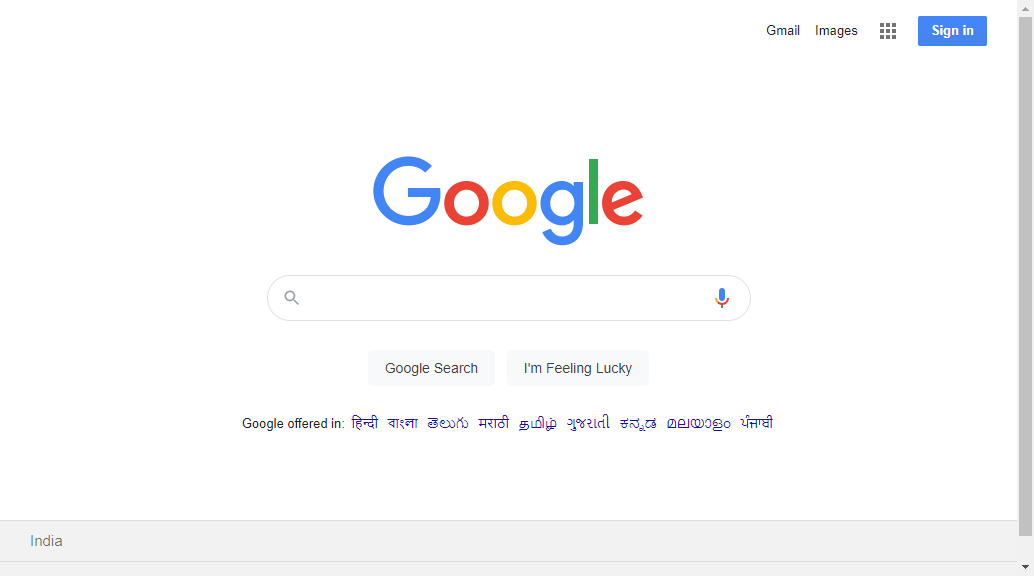 Gmail Images Sign in
Google
Google Search I'm Feeling Lucky
Google offered in: हिन्दी বাংলা తెలుగు मराठी தமிழ் ગુજરાતી ಕನ್ನಡ മലയാളം ਪੰਜਾਬੀ
India